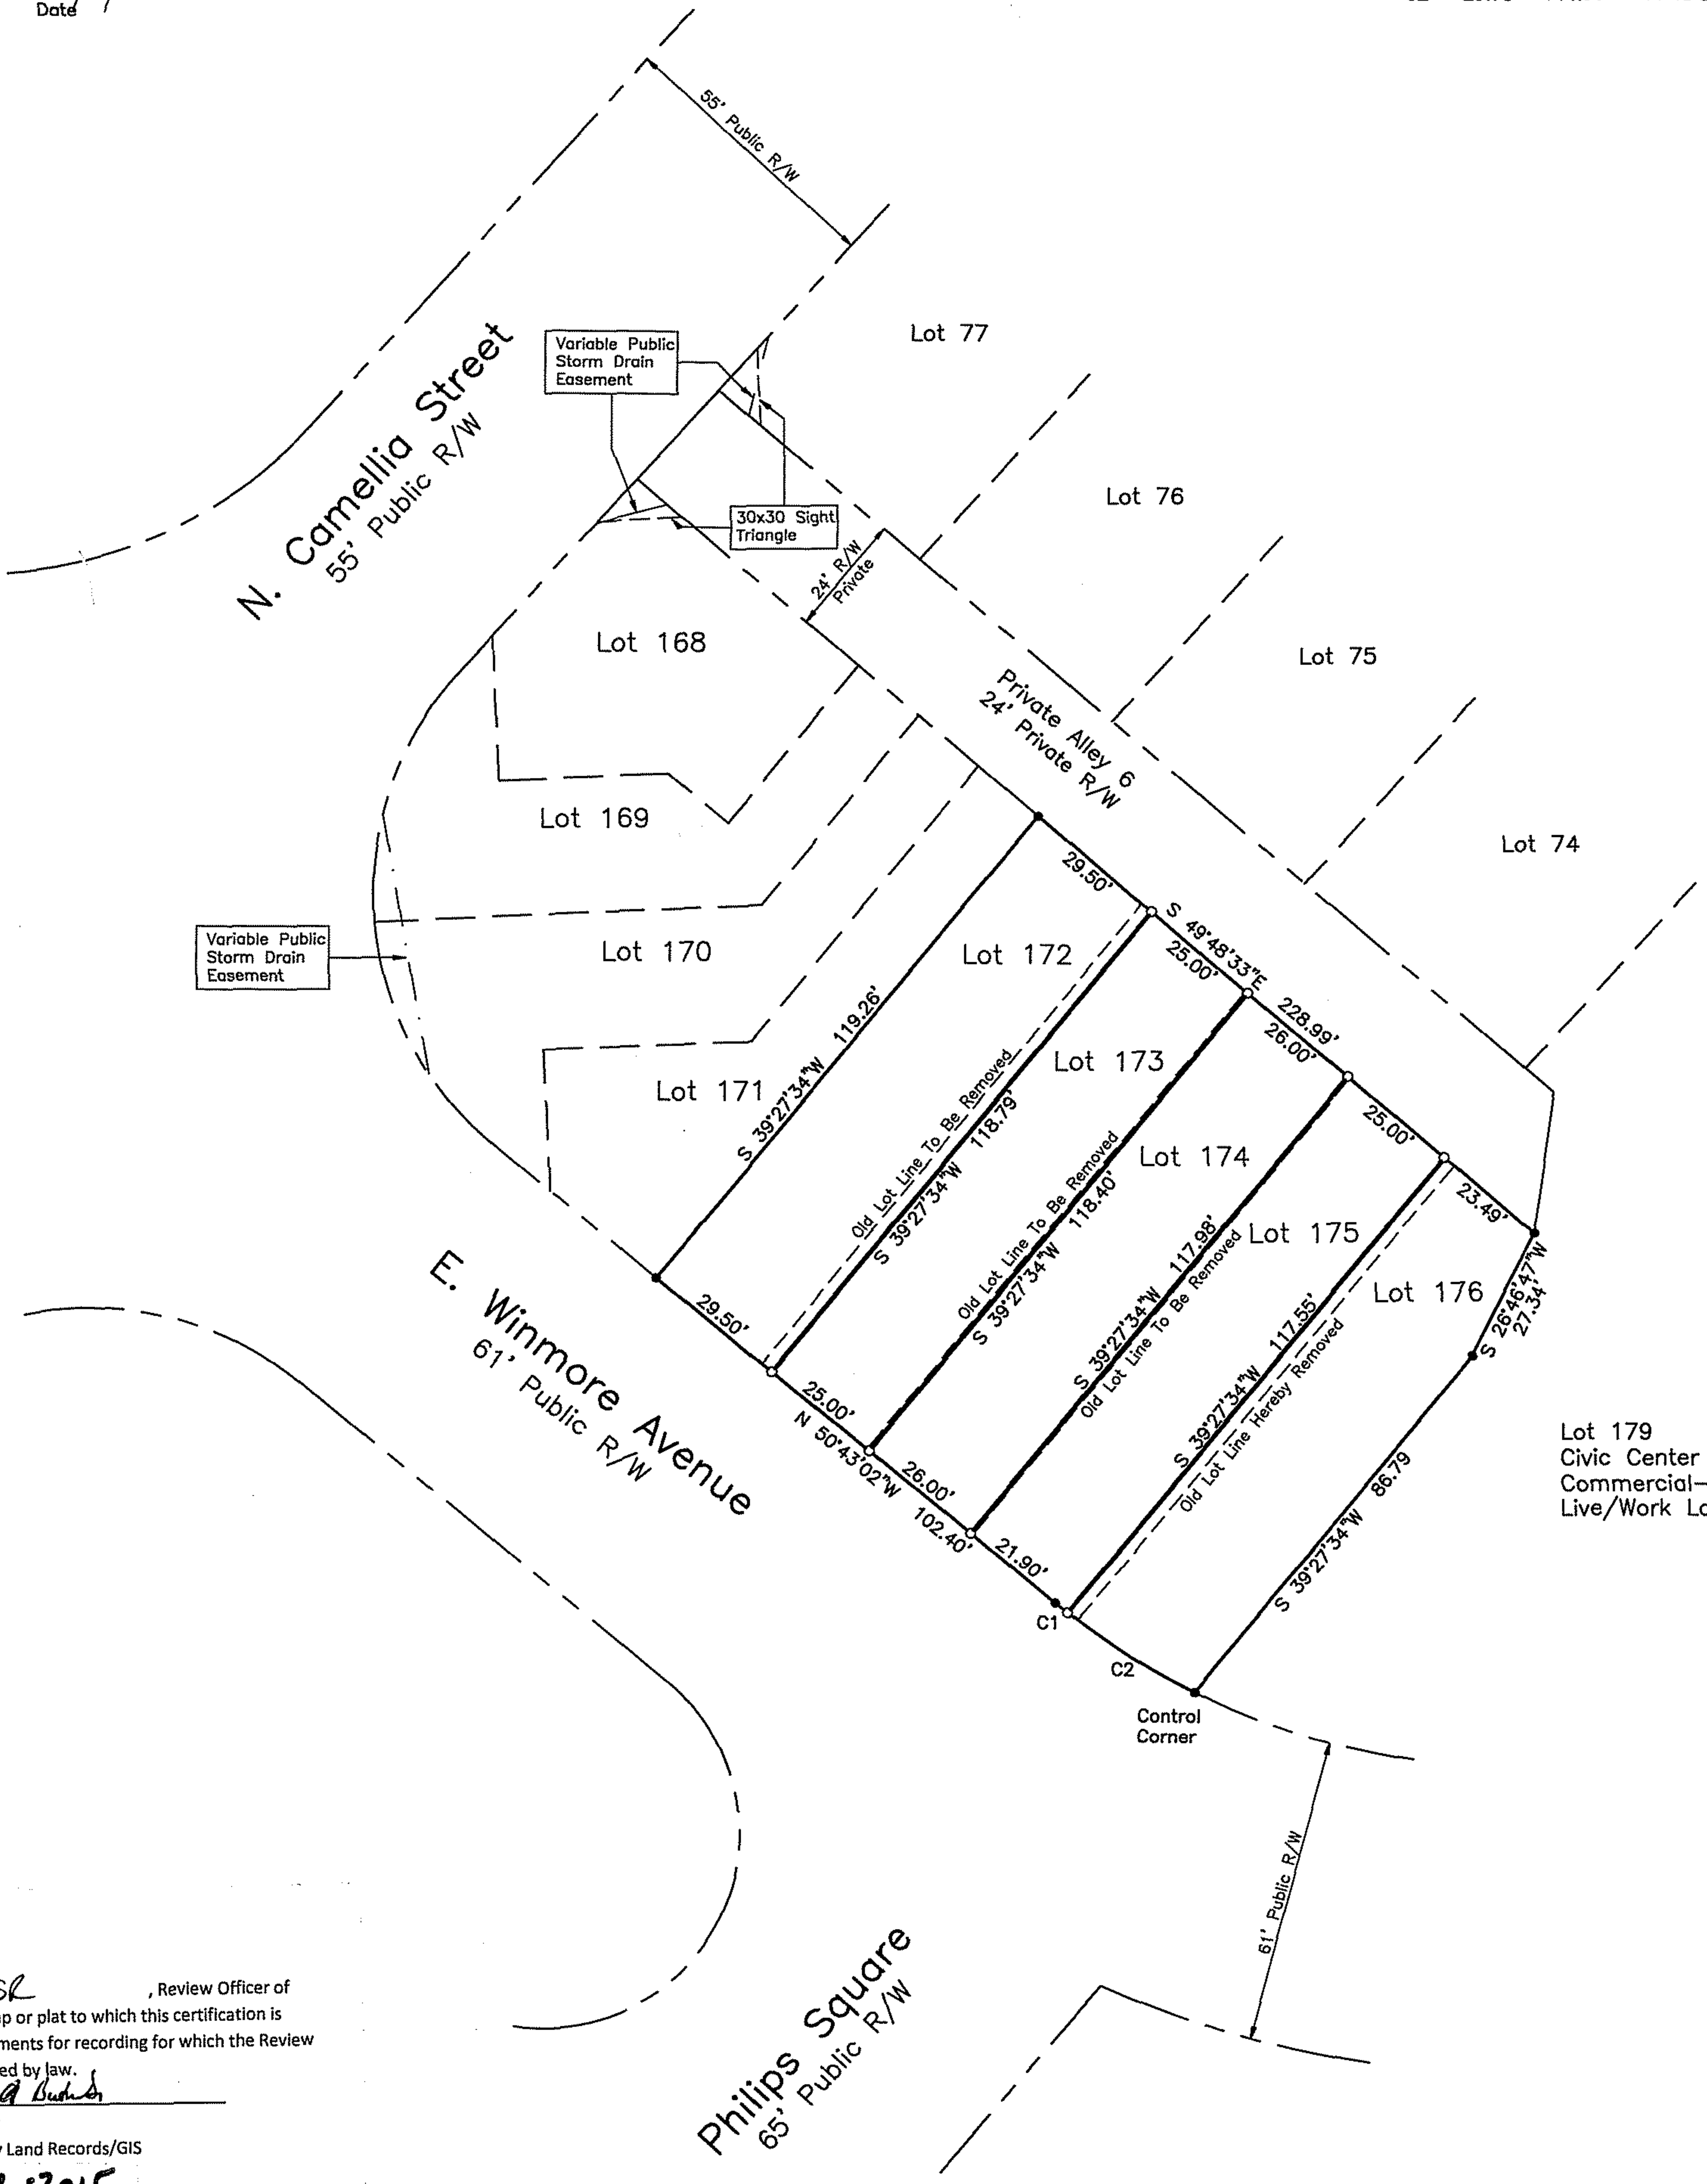 Date
55' Public R/W
Lot 77
Variable Public
Storm Drain
Easement
N. Camellia Street
55' Public R/W
Lot 76
30x30 Sight
Triangle
24' R/W
Private
Lot 168
Lot 75
Private Alley 6
24' Private R/W
Lot 169
Lot 74
29.50'
Variable Public
Storm Drain
Easement
Lot 170
Lot 172
S 49°48'33"E 228.99'
25.00'
26.00'
25.00'
23.49'
Lot 171
S 39°27'34"W 119.26'
Lot 173
Old Lot Line To Be Removed
S 39°27'34"W 118.79'
Lot 174
Old Lot Line To Be Removed
S 39°27'34"W 118.40'
Lot 175
S 39°27'34"W 117.98'
Old Lot Line To Be Removed
Lot 176
S 39°27'34"W 117.55'
Old Lot Line Hereby Removed
S 26°46'47"W
27.34'
E. Winmore Avenue
61' Public R/W
29.50'
25.00'
N 50°43'02"W 102.40'
26.00'
21.90'
S 39°27'34"W 86.79
Lot 179
Civic Center
Commercial-
Live/Work Lo
C1
C2
Control
Corner
61' Public R/W
Philips Square
65' Public R/W
SR , Review Officer of
p or plat to which this certification is
ments for recording for which the Review
ed by law.
y Land Records/GIS